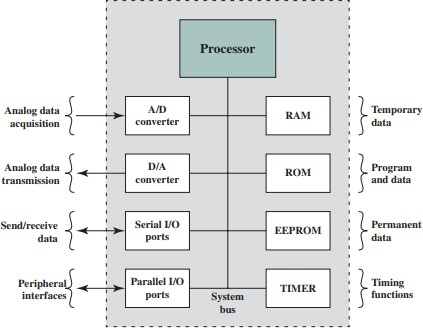 Processor
Analog data
acquisition
A/D
converter
RAM
Temporary
data
Analog data
transmission
D/A
converter
ROM
Program
and data
Send/receive
data
Serial I/O
ports
EEPROM
Permanent
data
Peripheral
interfaces
Parallel I/O
ports
System
bus
TIMER
Timing
functions